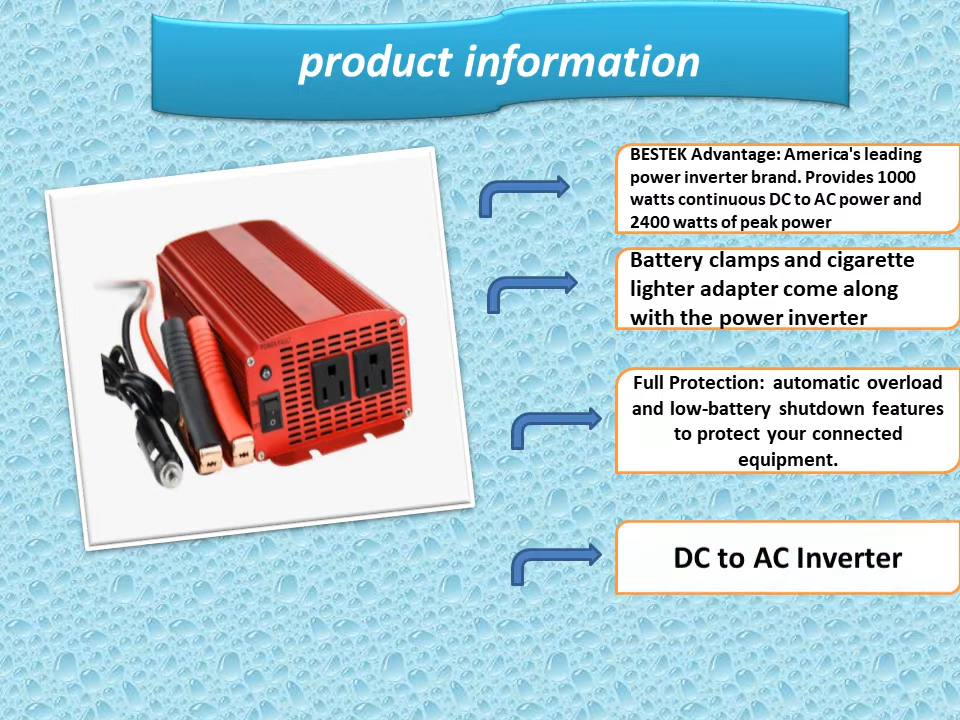 product information
BESTEK Advantage: America's leading
power inverter brand. Provides 1000
watts continuous DC to AC power and
2400 watts of peak power
Battery clamps and cigarette
lighter adapter come along
with the power inverter
Full Protection: automatic overload
and low-battery shutdown features
to protect your connected
equipment.
DC to AC Inverter